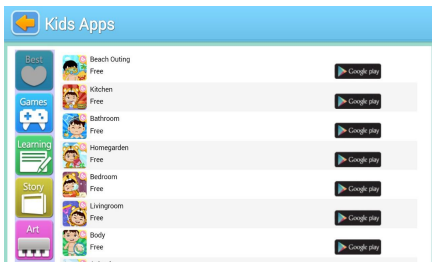 Kids Apps
Best
Games
Learning
Story
Art
Beach Outing
Free
Google play
Kitchen
Free
Google play
Bathroom
Free
Google play
Homegarden
Free
Google play
Bedroom
Free
Google play
Livingroom
Free
Google play
Body
Free
Google play